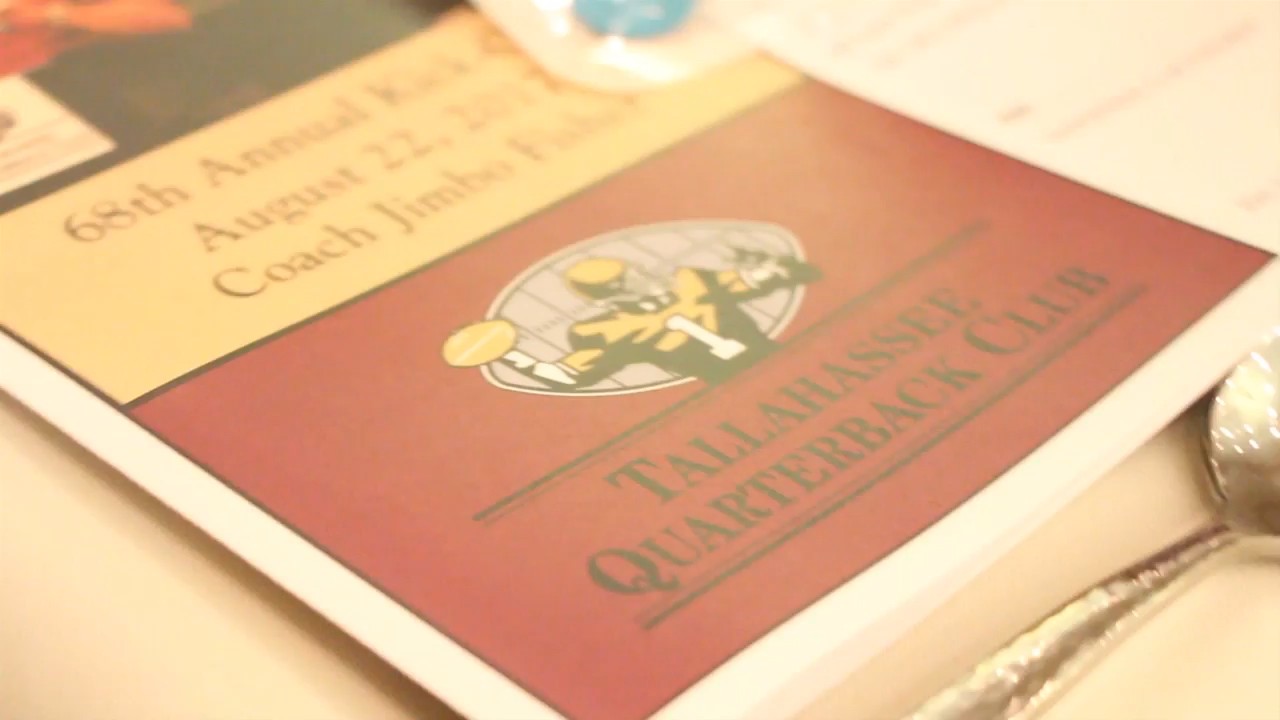 68th Annual
August 22,
Coach Jimbo
TALLAHASSEE
QUARTERBACK CLUB